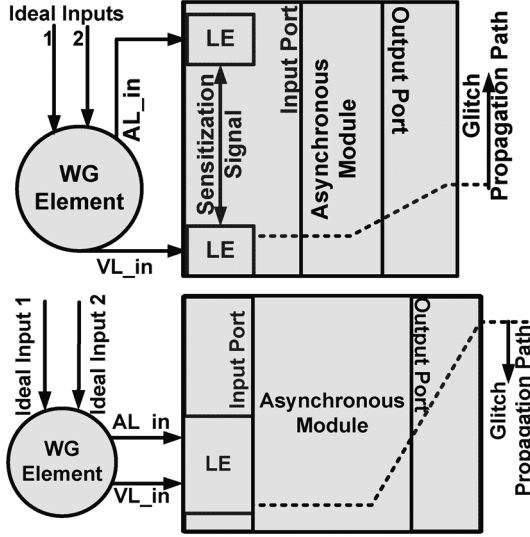 Ideal Inputs
1
2
AL_in
WG
Element
VL_in
LE
Sensitization
Signal
LE
Input Port
Asynchronous
Module
Output Port
Glitch
Propagation Path
Ideal Input 1
Ideal Input 2
WG
Element
AL_in
VL_in
Input Port
LE
Asynchronous
Module
Output Port
Glitch
Propagation Path